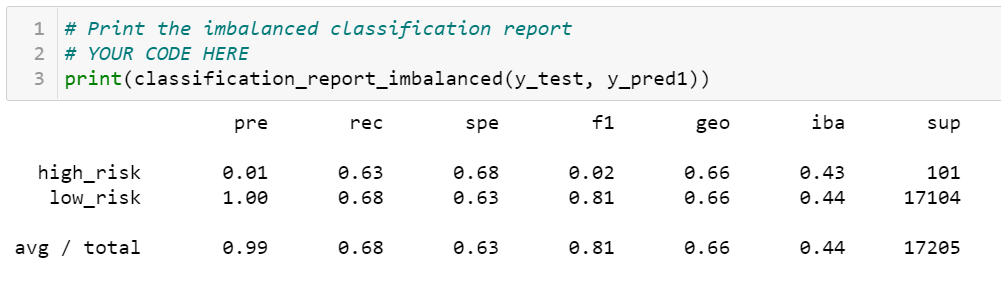 1 # Print the imbalanced classification report
2 # YOUR CODE HERE
3 print(classification_report_imbalanced(y_test, y_pred1))
pre rec spe f1 geo iba sup
high_risk 0.01 0.63 0.68 0.02 0.66 0.43 101
low_risk 1.00 0.68 0.63 0.81 0.66 0.44 17104
avg / total 0.99 0.68 0.63 0.81 0.66 0.44 17205